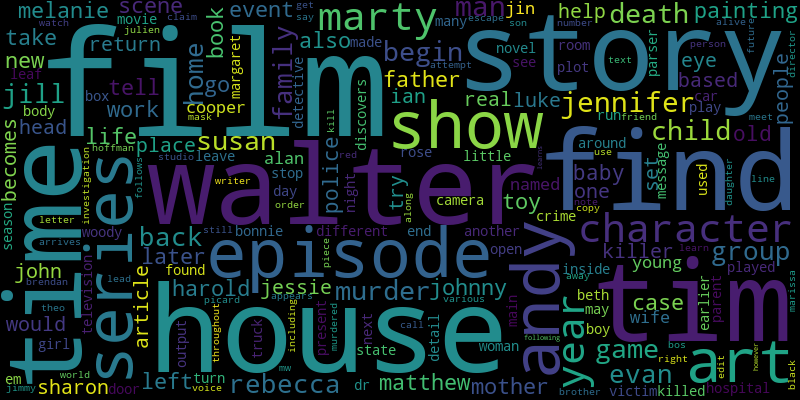 melanie
scene
movie
character
event
get
say
book
marty
man
jin
death
painting
many
escape
number
alive
future
watch
claim
julien
take
return
new
leaf
film
home
go
margaret
family
also
made
help
begin
novel
room
plot
parser
text
person
director
eye
son
see
story
people
tell
box
father
detective
discovers
ian
real
luke
based
car
play
jill
body
work
cooper
mask
kill
show
jennifer
run
friend
meet
head
life
place
susan
police
rose
little
around
use
child
old
becomes
time
hoffman
follows
studio
leave
alan
stop
red
try
walter
learns
named
baby
one
set
message
used
daughter
line
find
investigation
series
writer
day
order
night
along
camera
toy
crime
note
copy
season
letter
arrives
woody
back
still
bonnie
different
end
another
open
episode
piece
andy
killer
group
learn
john
brendan
theo
television
lead
later
found
harold
picard
appears
jessie
murder
various
johnny
main
inside
away
young
played
parent
marissa
would
girl
article
output
throughout
truck
house
including
present
murdered
next
call
detail
woman
following
year
beth
may
boy
wife
case
earlier
tim
em
jimmy
world
sharon
door
left
turn
voice
rebecca
mw
dr
state
matthew
mother
brother
game
evan
victim
killed
bos
right
edit
hospital
art
however
black